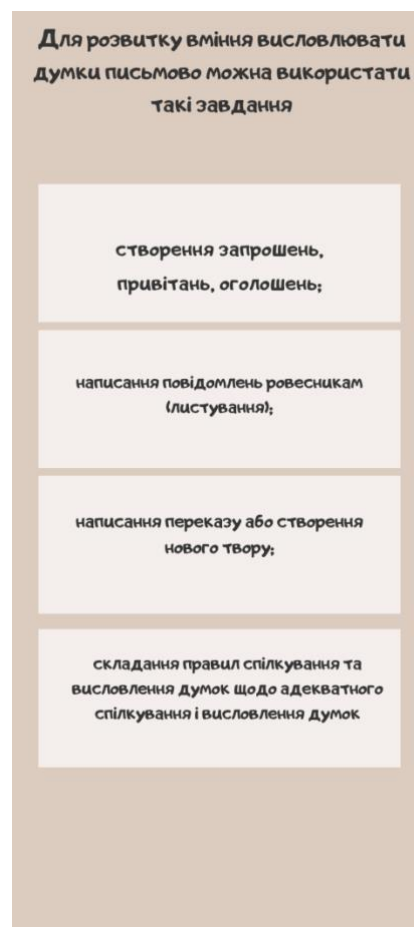 Для розвитку вміння висловлювати
думки письмово можна використати
такі завдання
створення запрошень,
привітань, оголошень;
написання повідомлень ровесникам
(листування);
написання переказу або створення
нового твору;
складання правил спілкування та
висловлення думок щодо адекватного
спілкування і висловлення думок